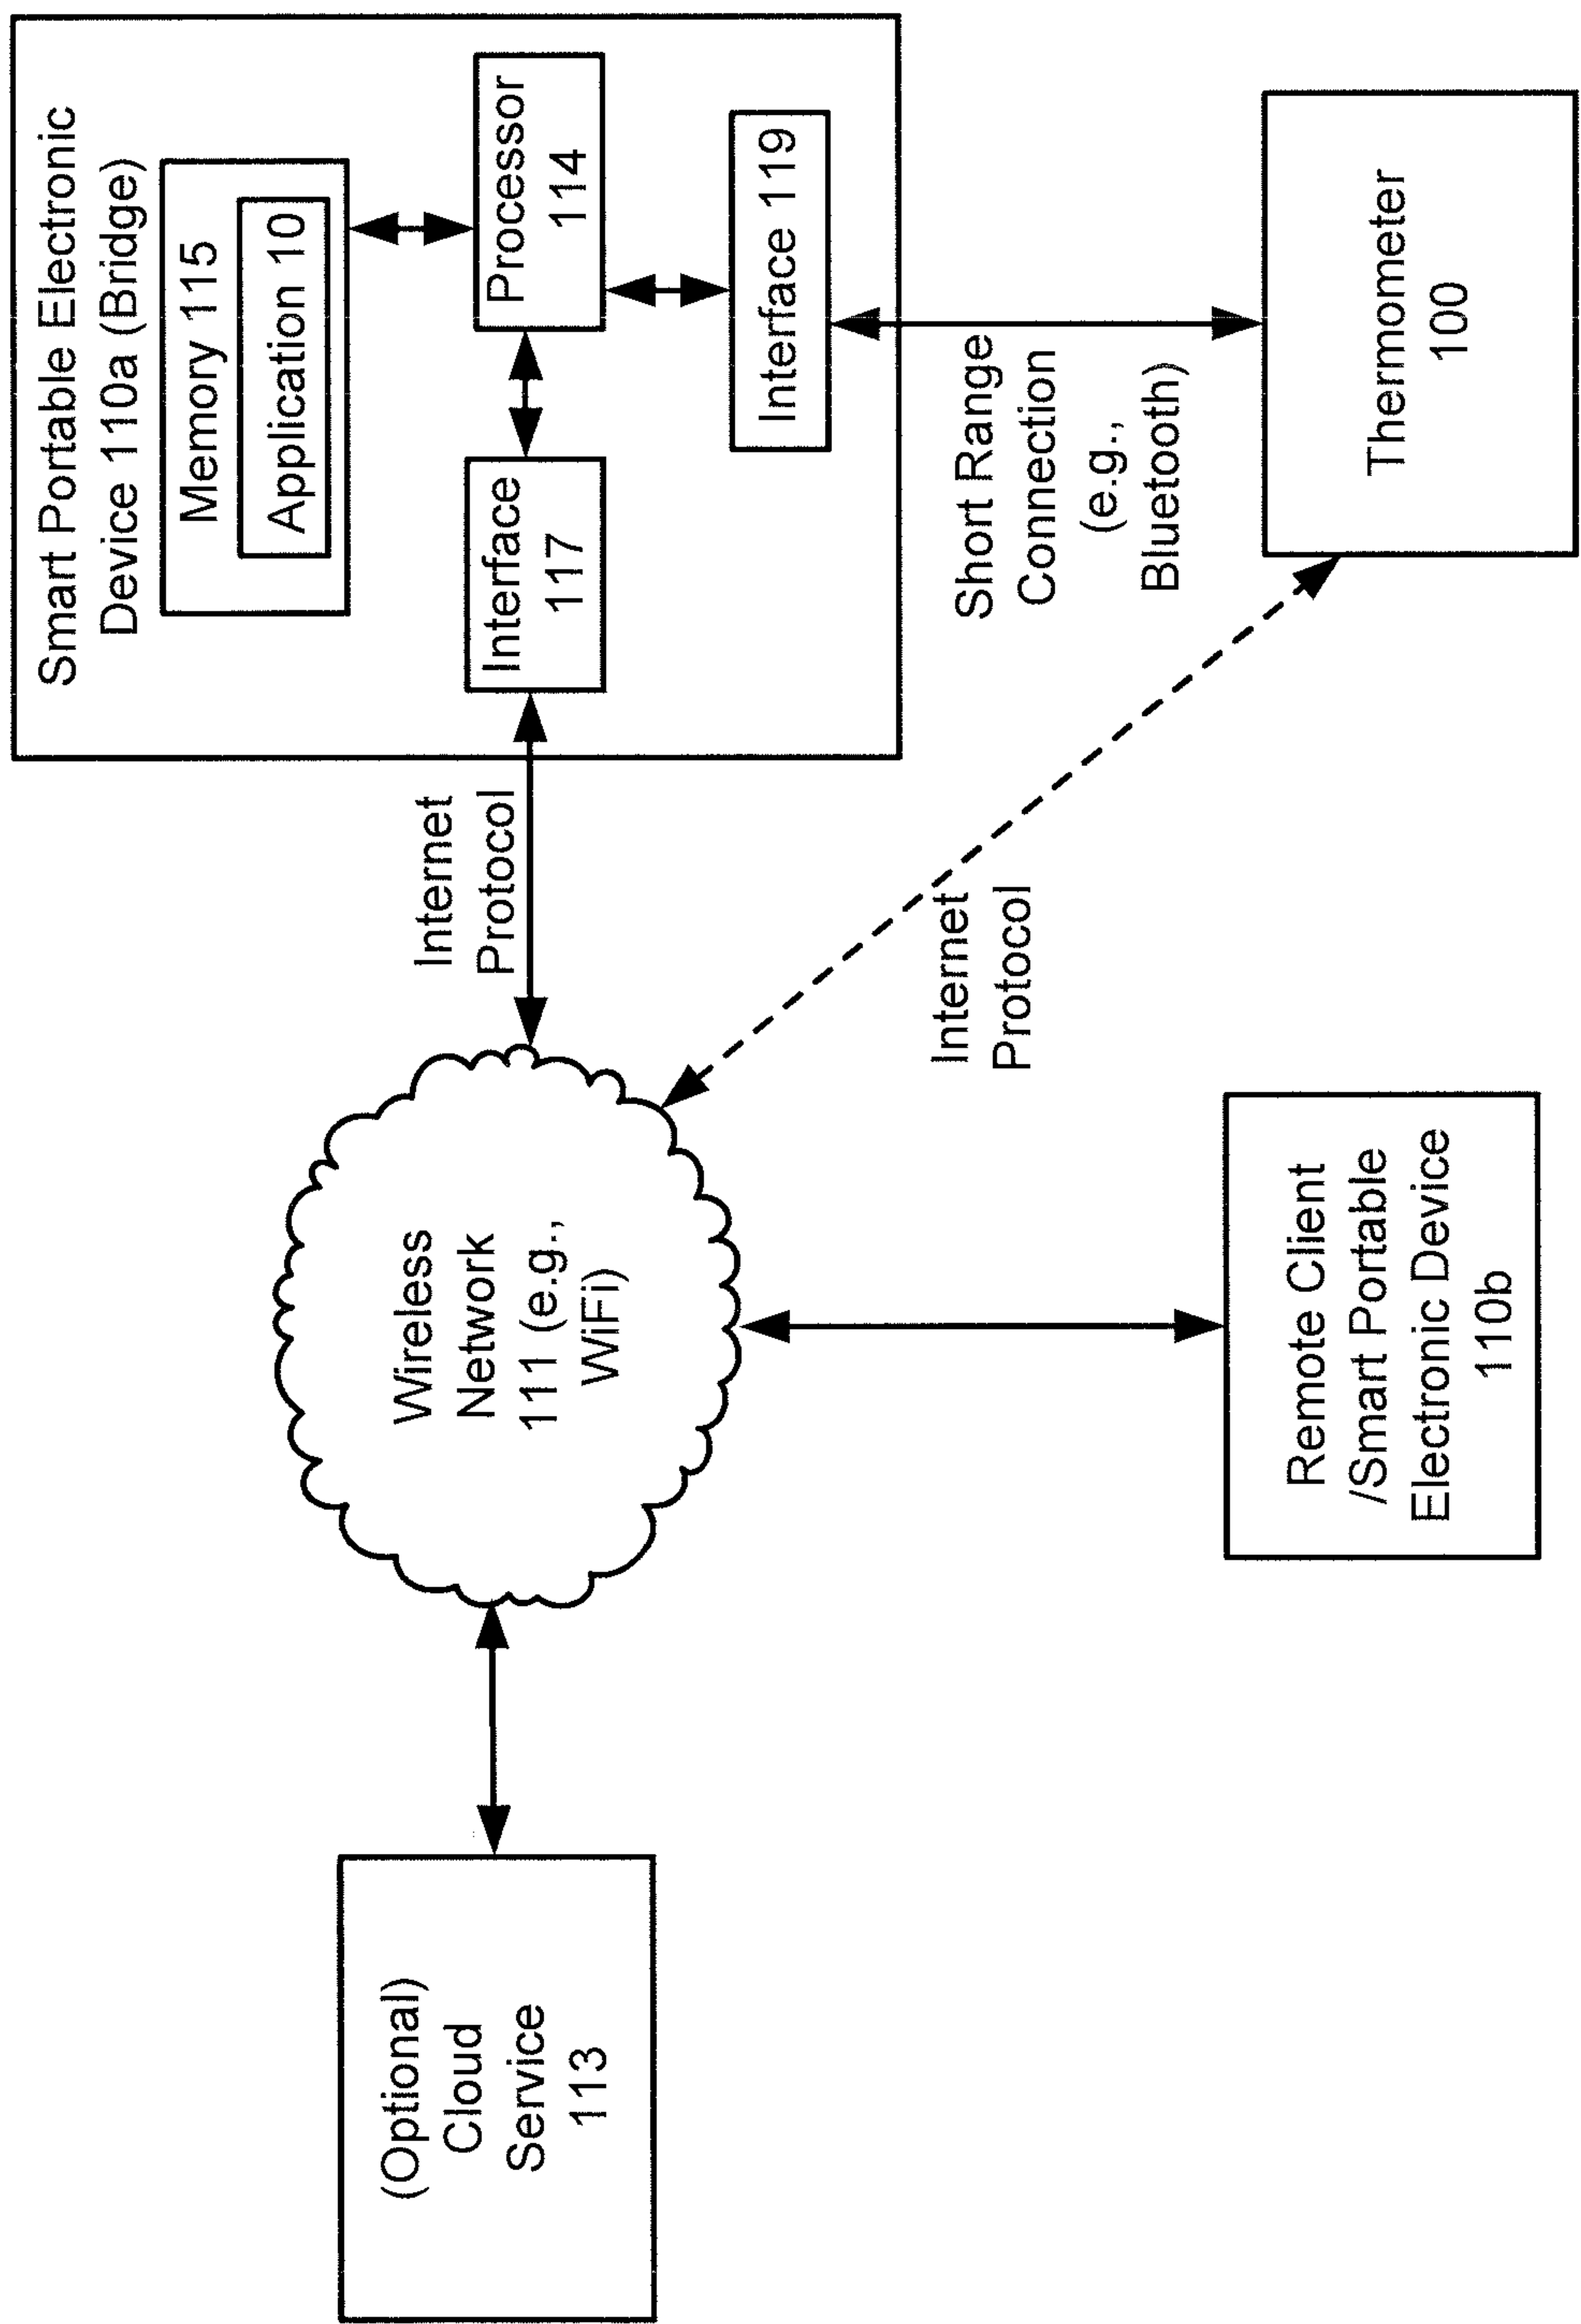 (Optional)
Cloud
Service
113
Wireless
Network
111 (e.g.,
WiFi)
Internet
Protocol
Smart Portable Electronic
Device 110a (Bridge)
Memory 115
Application 10
Interface
117
Processor
114
Interface 119
Short Range
Connection
(e.g.,
Bluetooth)
Internet
Protocol
Remote Client
/Smart Portable
Electronic Device
110b
Thermometer
100